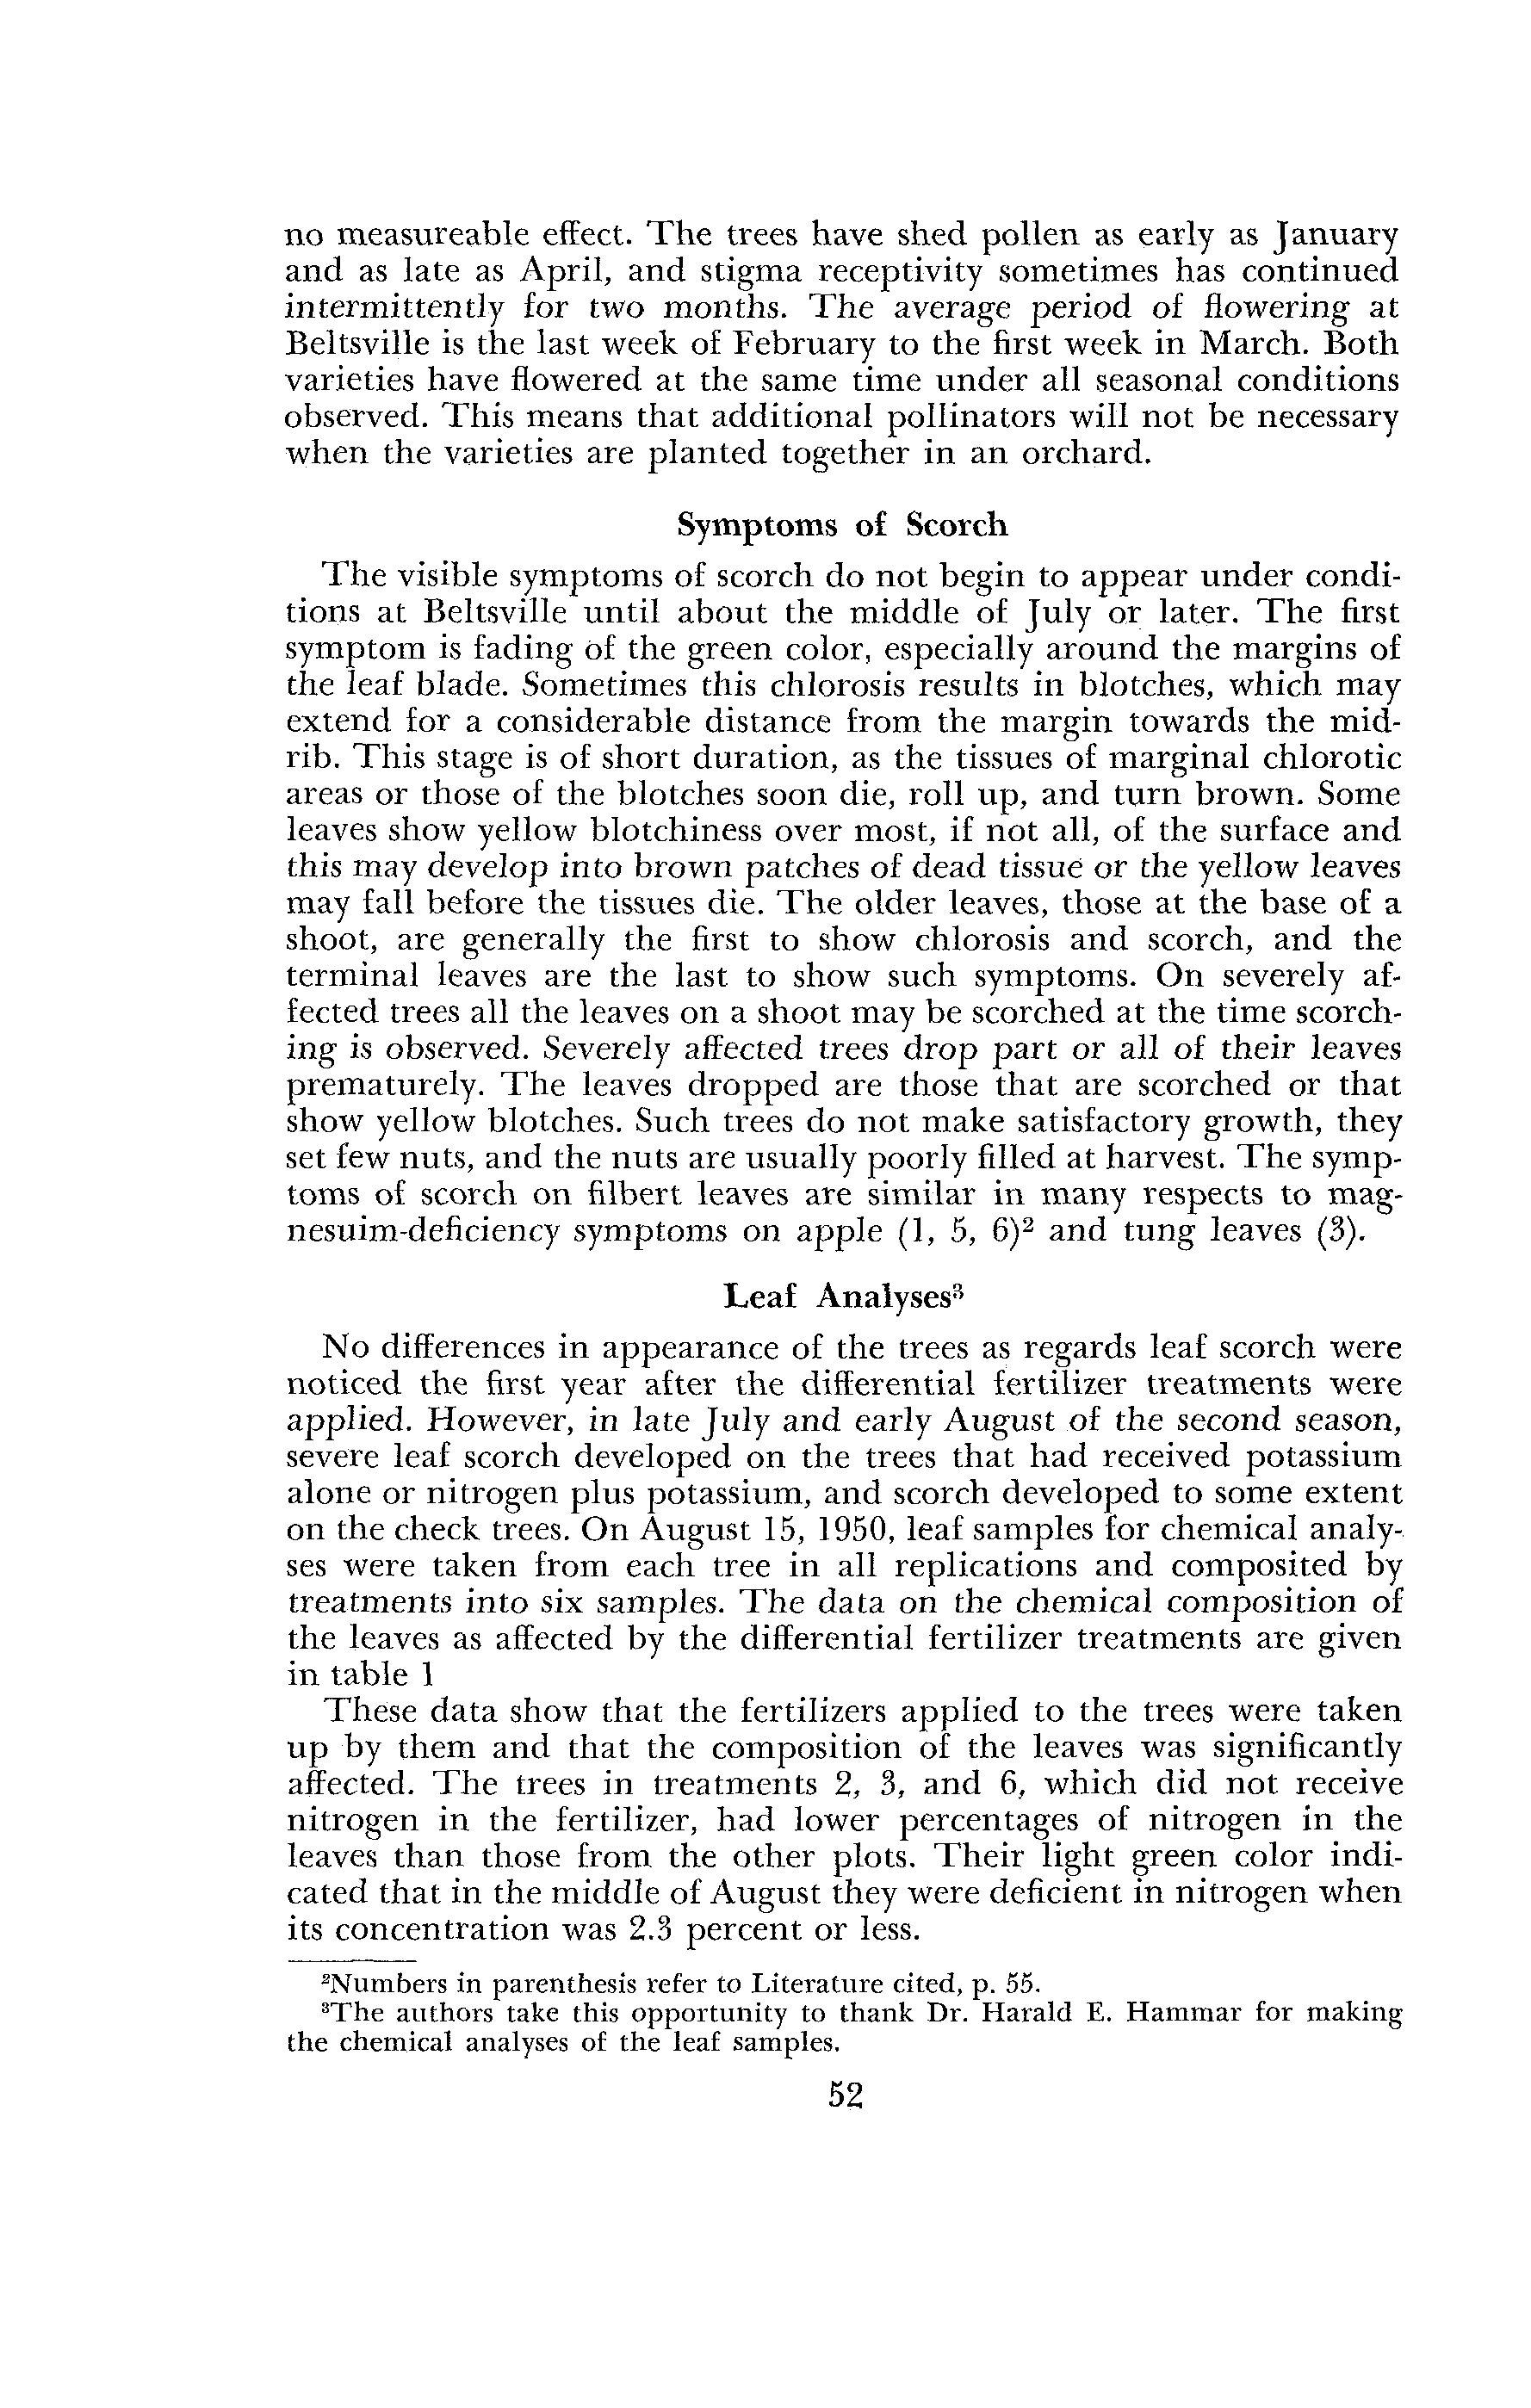 no measureable effect. The trees have shed pollen as early as January
and as late as April, and stigma receptivity sometimes has continued
intermittently for two months. The average period of flowering at
Beltsville is the last week of February to the first week in March. Both
varieties have flowered at the same time under all seasonal conditions
observed. This means that additional pollinators will not be necessary
when the varieties are planted together in an orchard.
Symptoms of Scorch
The visible symptoms of scorch do not begin to appear under condi-
tions at Beltsville until about the middle of July or later. The first
symptom is fading of the green color, especially around the margins of
the leaf blade. Sometimes this chlorosis results in blotches, which may
extend for a considerable distance from the margin towards the mid-
rib. This stage is of short duration, as the tissues of marginal chlorotic
areas or those of the blotches soon die, roll up, and turn brown. Some
leaves show yellow blotchiness over most, if not all, of the surface and
this may develop into brown patches of dead tissue or the yellow leaves
may fall before the tissues die. The older leaves, those at the base of a
shoot, are generally the first to show chlorosis and scorch, and the
terminal leaves are the last to show such symptoms. On severely af-
fected trees all the leaves on a shoot may be scorched at the time scorch-
ing is observed. Severely affected trees drop part or all of their leaves
prematurely. The leaves dropped are those that are scorched or that
show yellow blotches. Such trees do not make satisfactory growth, they
set few nuts, and the nuts are usually poorly filled at harvest. The symp-
toms of scorch on filbert leaves are similar in many respects to mag-
nesuim-deficiency symptoms on apple (1, 5, 6)² and tung leaves (3).
Leaf Analyses³
No differences in appearance of the trees as regards leaf scorch were
noticed the first year after the differential fertilizer treatments were
applied. However, in late July and early August of the second season,
severe leaf scorch developed on the trees that had received potassium
alone or nitrogen plus potassium, and scorch developed to some extent
on the check trees. On August 15, 1950, leaf samples for chemical analy-
ses were taken from each tree in all replications and composited by
treatments into six samples. The data on the chemical composition of
the leaves as affected by the differential fertilizer treatments are given
in table 1
These data show that the fertilizers applied to the trees were taken
up by them and that the composition of the leaves was significantly
affected. The trees in treatments 2, 3, and 6, which did not receive
nitrogen in the fertilizer, had lower percentages of nitrogen in the
leaves than those from the other plots. Their light green color indi-
cated that in the middle of August they were deficient in nitrogen when
its concentration was 2.3 percent or less.
²Numbers in parenthesis refer to Literature cited, p. 55.
³The authors take this opportunity to thank Dr. Harald E. Hammar for making
the chemical analyses of the leaf samples.
52